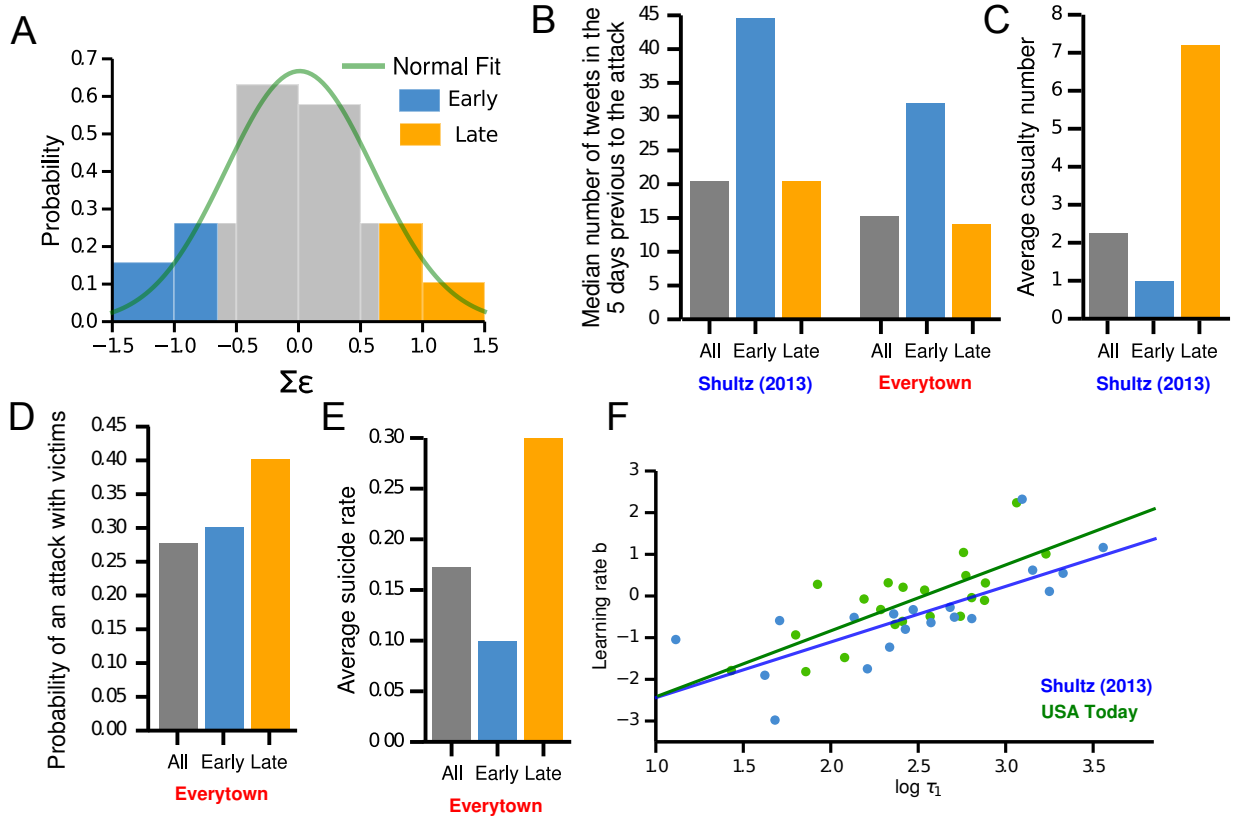 A
Probability
0.7
0.6
0.5
0.4
0.3
0.2
0.1
0.0
−1.5 −1.0 −0.5 0.0 0.5 1.0 1.5
Σε
Normal Fit
Early
Late
B
Median number of tweets in the
5 days previous to the attack
45
40
35
30
25
20
15
10
5
0
All Early Late All Early Late
Shultz (2013) Everytown
C
Average casualty number
8
7
6
5
4
3
2
1
0
All Early Late
Shultz (2013)
D
Probability of an attack with victims
0.45
0.40
0.35
0.30
0.25
0.20
0.15
0.10
0.05
0.00
All Early Late
Everytown
E
Average suicide rate
0.30
0.25
0.20
0.15
0.10
0.05
0.00
All Early Late
Everytown
F
Learning rate b
3
2
1
0
−1
−2
−3
1.0 1.5 2.0 2.5 3.0 3.5
log τ1
Shultz (2013)
USA Today